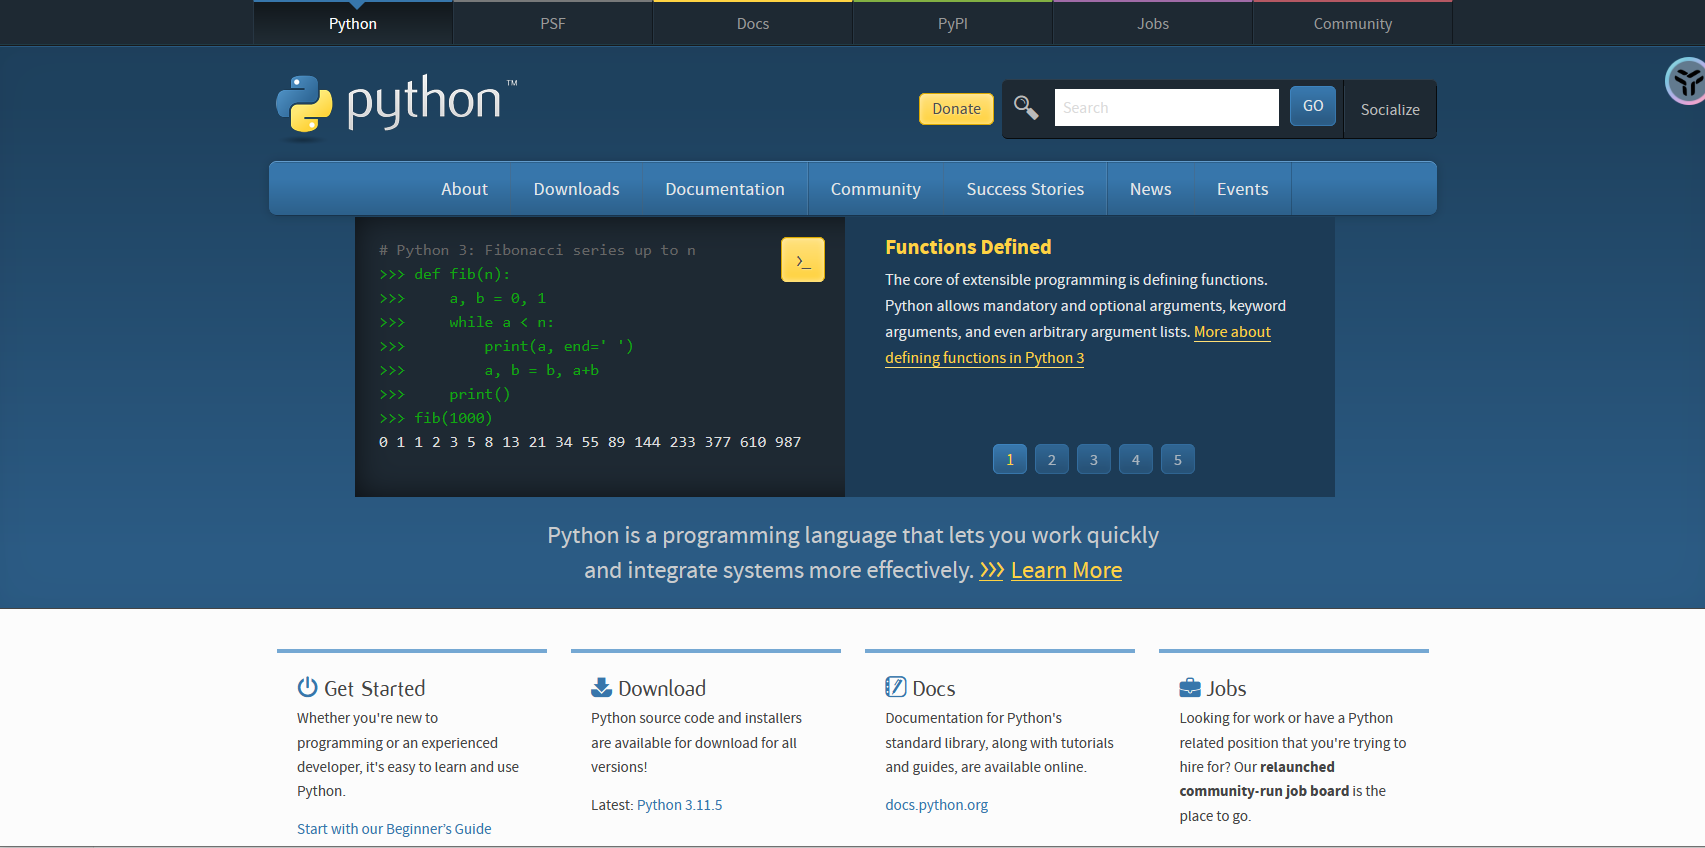 Python
PSF
Docs
PyPI
Jobs
Community
python™
Donate
Search
GO
Socialize
About
Downloads
Documentation
Community
Success Stories
News
Events
# Python 3: Fibonacci series up to n
>>> def fib(n):
>>>     a, b = 0, 1
>>>     while a < n:
>>>         print(a, end=' ')
>>>         a, b = b, a+b
>>>     print()
>>> fib(1000)
0 1 1 2 3 5 8 13 21 34 55 89 144 233 377 610 987
>_
Functions Defined
The core of extensible programming is defining functions.
Python allows mandatory and optional arguments, keyword
arguments, and even arbitrary argument lists. More about
defining functions in Python 3
1
2
3
4
5
Python is a programming language that lets you work quickly
and integrate systems more effectively. >>> Learn More
Get Started
Whether you're new to
programming or an experienced
developer, it's easy to learn and use
Python.
Start with our Beginner's Guide
Download
Python source code and installers
are available for download for all
versions!
Latest: Python 3.11.5
Docs
Documentation for Python's
standard library, along with tutorials
and guides, are available online.
docs.python.org
Jobs
Looking for work or have a Python
related position that you're trying to
hire for? Our relaunched
community-run job board is the
place to go.